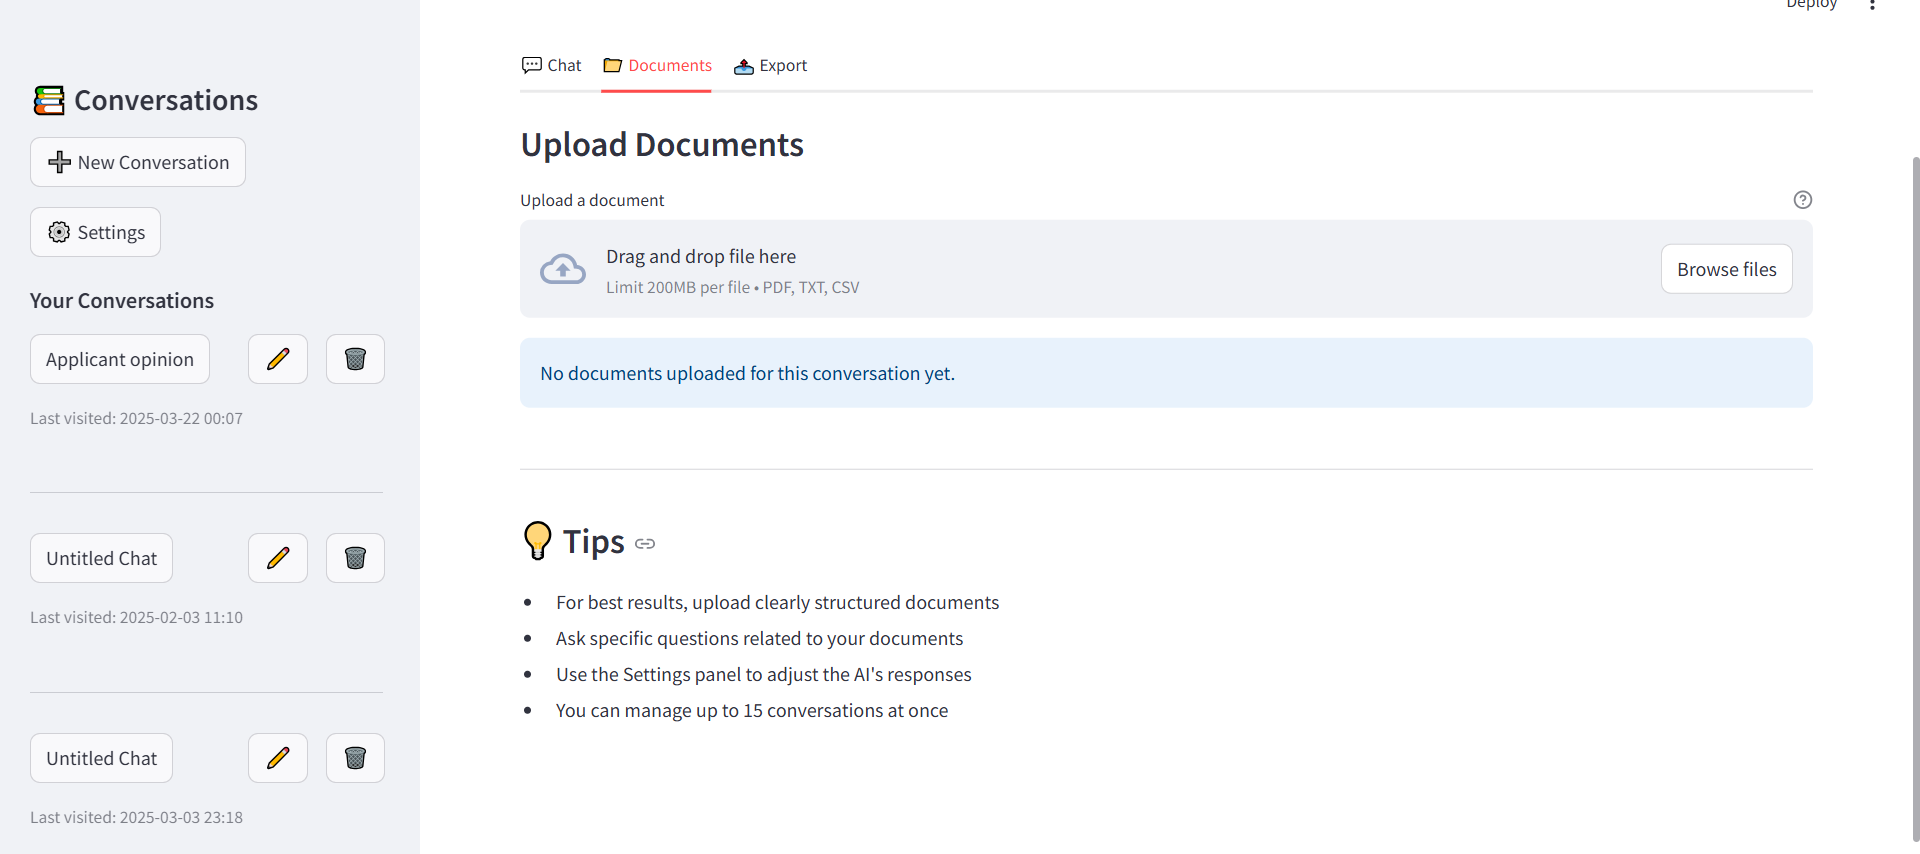 Deploy
Conversations
New Conversation
Settings
Your Conversations
Applicant opinion
Last visited: 2025-03-22 00:07
Untitled Chat
Last visited: 2025-02-03 11:10
Untitled Chat
Last visited: 2025-03-03 23:18
Chat
Documents
Export
Upload Documents
Upload a document
Drag and drop file here
Limit 200MB per file • PDF, TXT, CSV
Browse files
No documents uploaded for this conversation yet.
Tips
For best results, upload clearly structured documents
Ask specific questions related to your documents
Use the Settings panel to adjust the AI's responses
You can manage up to 15 conversations at once